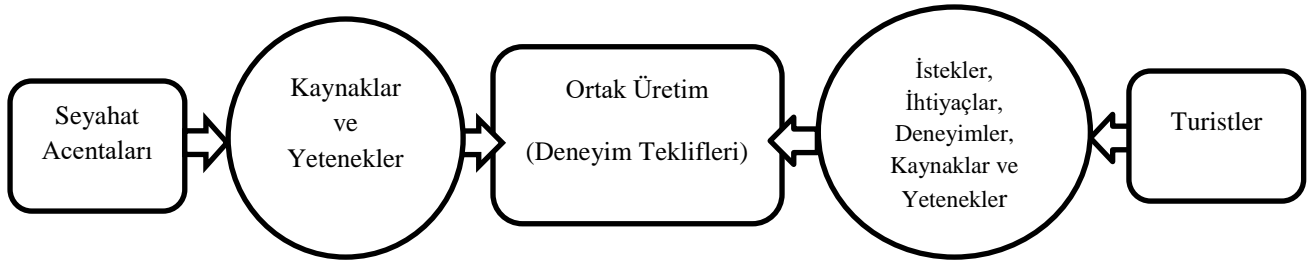 Seyahat
Acentaları
Kaynaklar
ve
Yetenekler
Ortak Üretim
(Deneyim Teklifleri)
İstekler,
İhtiyaçlar,
Deneyimler,
Kaynaklar ve
Yetenekler
Turistler